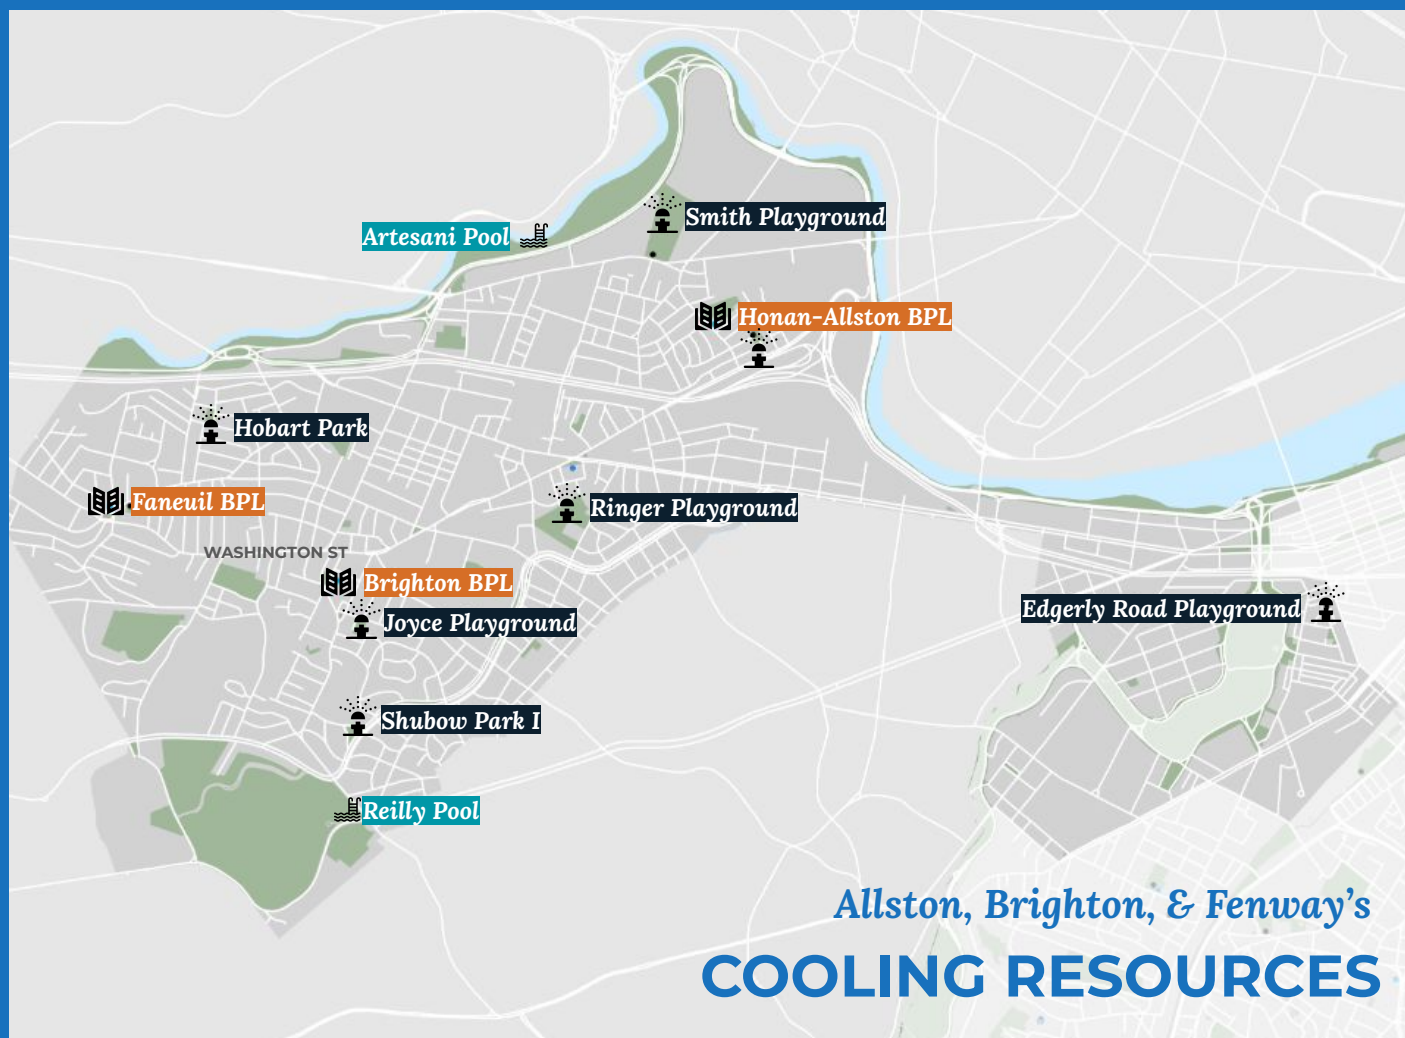 Smith Playground
Artesani Pool
Honan-Allston BPL
Hobart Park
Faneuil BPL
Ringer Playground
WASHINGTON ST
Brighton BPL
Joyce Playground
Edgerly Road Playground
Shubow Park I
Reilly Pool
Allston, Brighton, & Fenway’s
COOLING RESOURCES